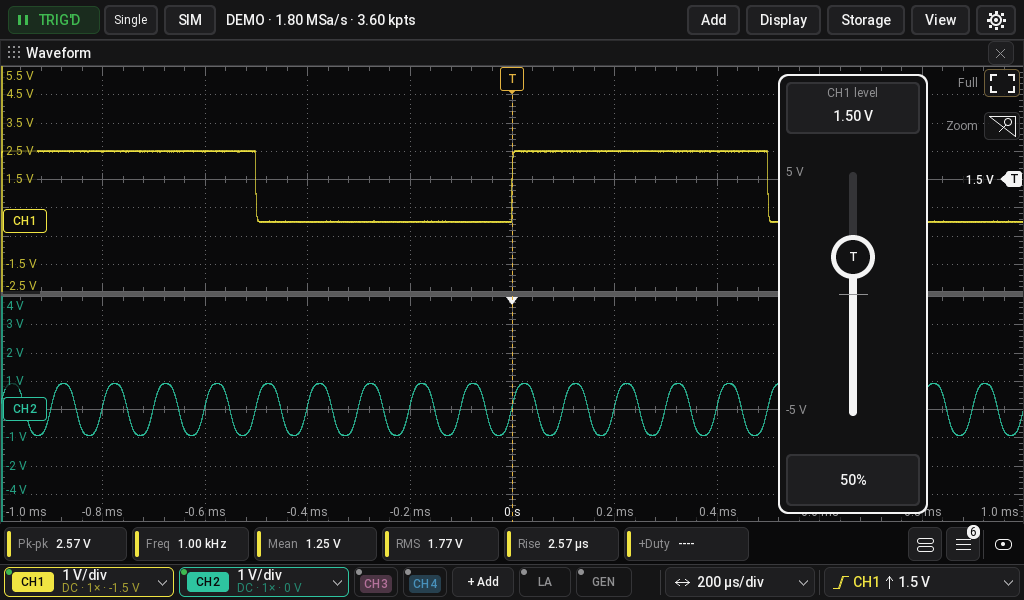 TRIG'D Single SIM DEMO · 1.80 MSa/s · 3.60 kpts Add Display Storage View
Waveform
5.5 V
4.5 V
3.5 V
2.5 V
1.5 V
CH1
-1.5 V
-2.5 V
T
CH1 level
1.50 V
5 V
T
-5 V
50%
Full
Zoom
1.5 V T
4 V
3 V
2 V
1 V
CH2
-1 V
-2 V
-4 V
-1.0 ms -0.8 ms -0.6 ms -0.4 ms -0.2 ms 0 s 0.2 ms 0.4 ms 1.0 ms
Pk-pk 2.57 V Freq 1.00 kHz Mean 1.25 V RMS 1.77 V Rise 2.57 µs +Duty ---- 6
CH1 1 V/div DC · 1× · -1.5 V CH2 1 V/div DC · 1× · 0 V CH3 CH4 + Add LA GEN 200 µs/div CH1 ↑ 1.5 V